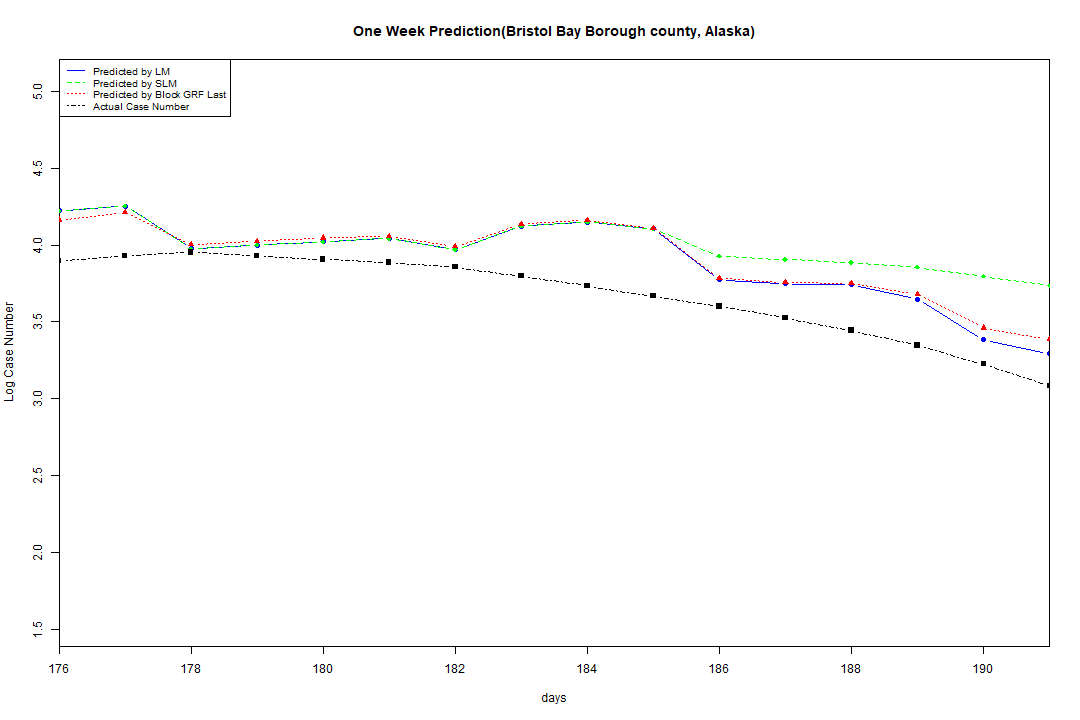 One Week Prediction(Bristol Bay Borough county, Alaska)
Predicted by LM
Predicted by SLM
Predicted by Block GRF Last
Actual Case Number
5.0
4.5
4.0
3.5
3.0
2.5
2.0
1.5
Log Case Number
176 178 180 182 184 186 188 190
days